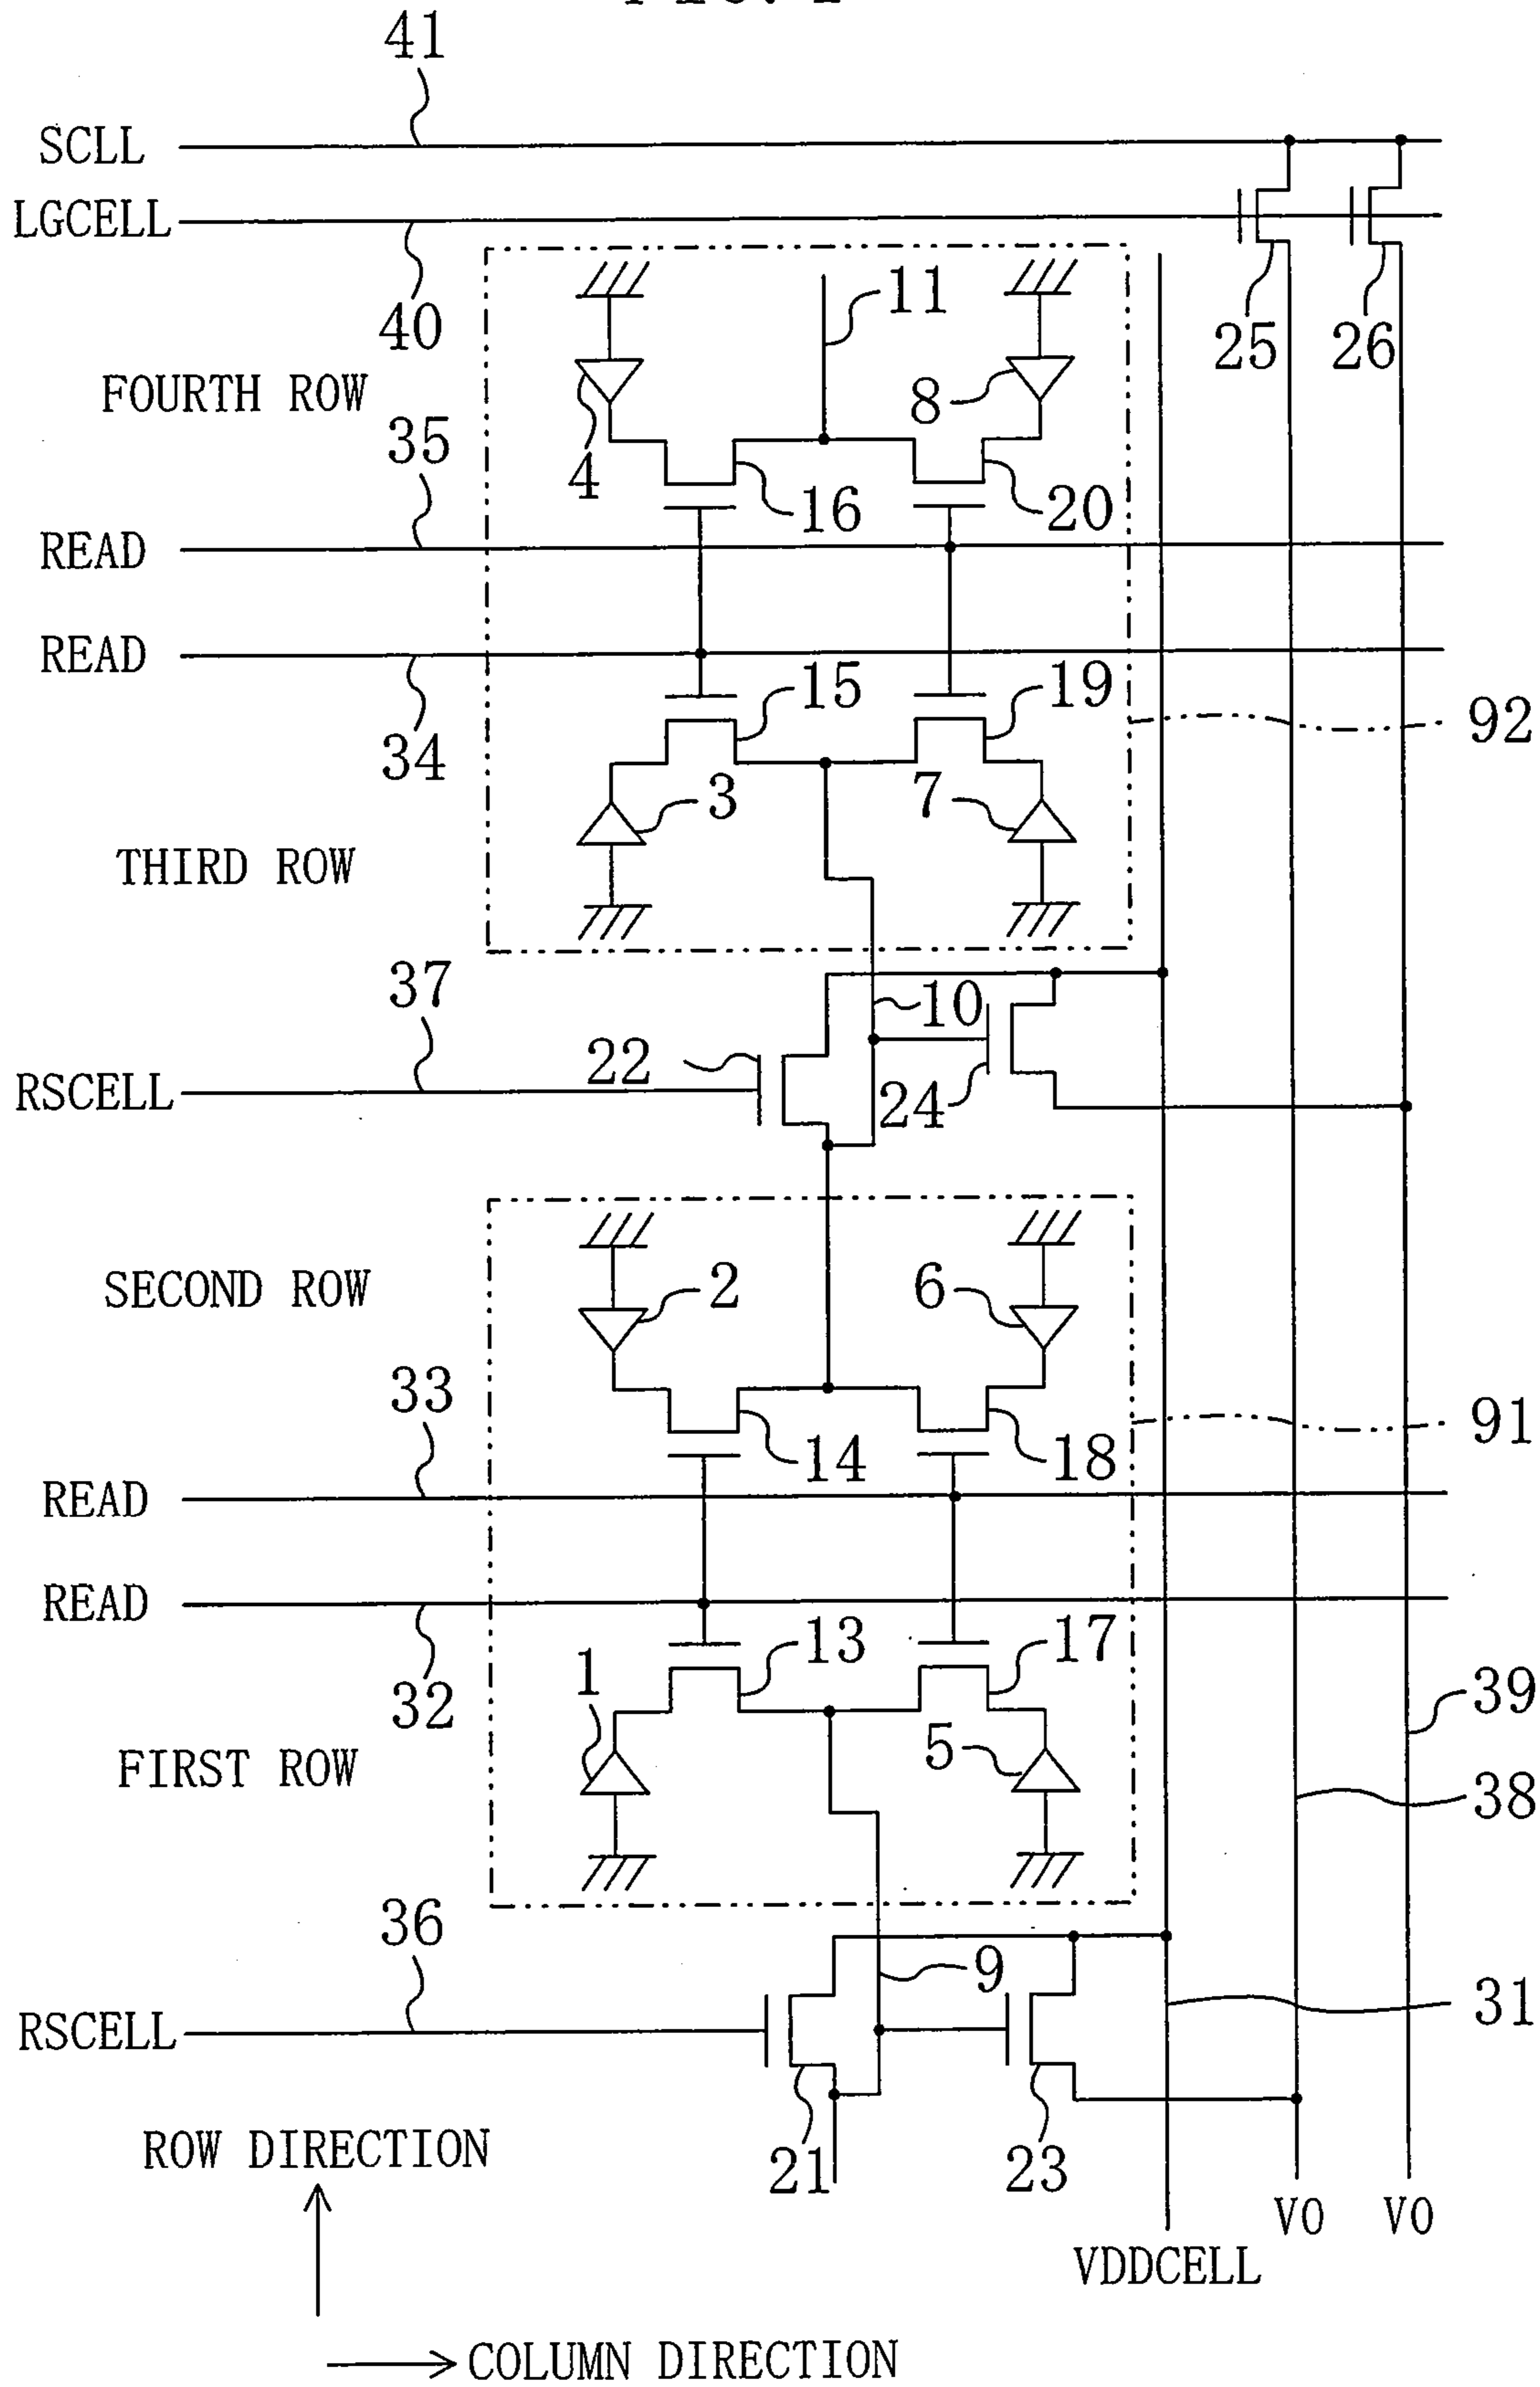 41
SCLL
LGCELL
40
11
25
26
FOURTH ROW
4
8
35
16
20
READ
READ
15
19
92
34
3
7
THIRD ROW
37
10
22
RSCELL
24
SECOND ROW
2
6
33
14
18
91
READ
READ
13
17
32
1
5
39
FIRST ROW
38
36
9
31
RSCELL
ROW DIRECTION
21
23
VO
VO
VDDCELL
COLUMN DIRECTION